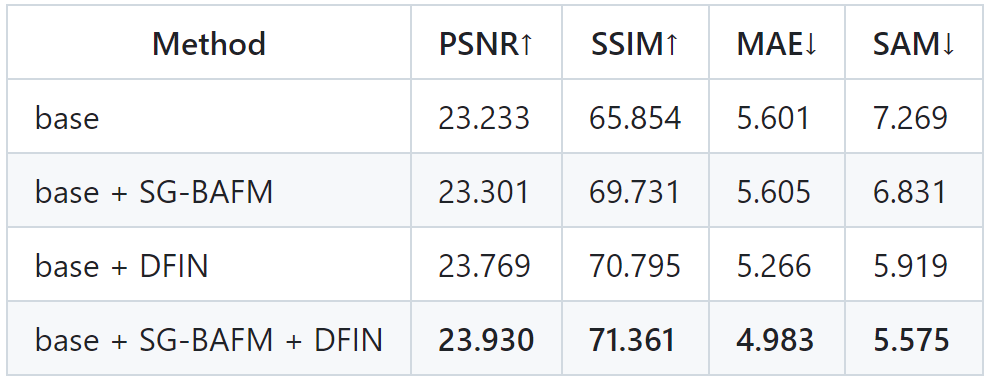 Method PSNR↑ SSIM↑ MAE↓ SAM↓
base 23.233 65.854 5.601 7.269
base + SG-BAFM 23.301 69.731 5.605 6.831
base + DFIN 23.769 70.795 5.266 5.919
base + SG-BAFM + DFIN 23.930 71.361 4.983 5.575